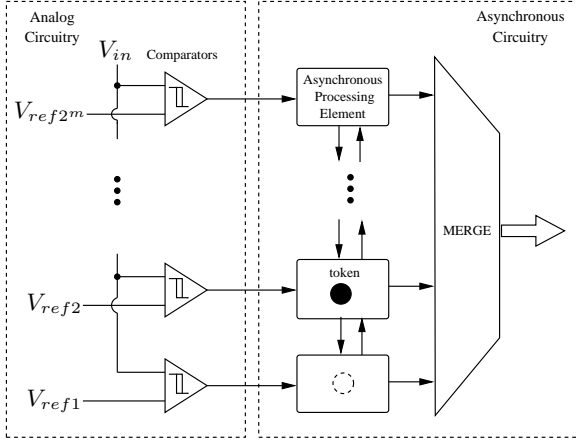 Analog
Circuitry
Asynchronous
Circuitry
V_in
Comparators
Asynchronous
Processing
Element
V_ref2^m
MERGE
token
V_ref2
V_ref1